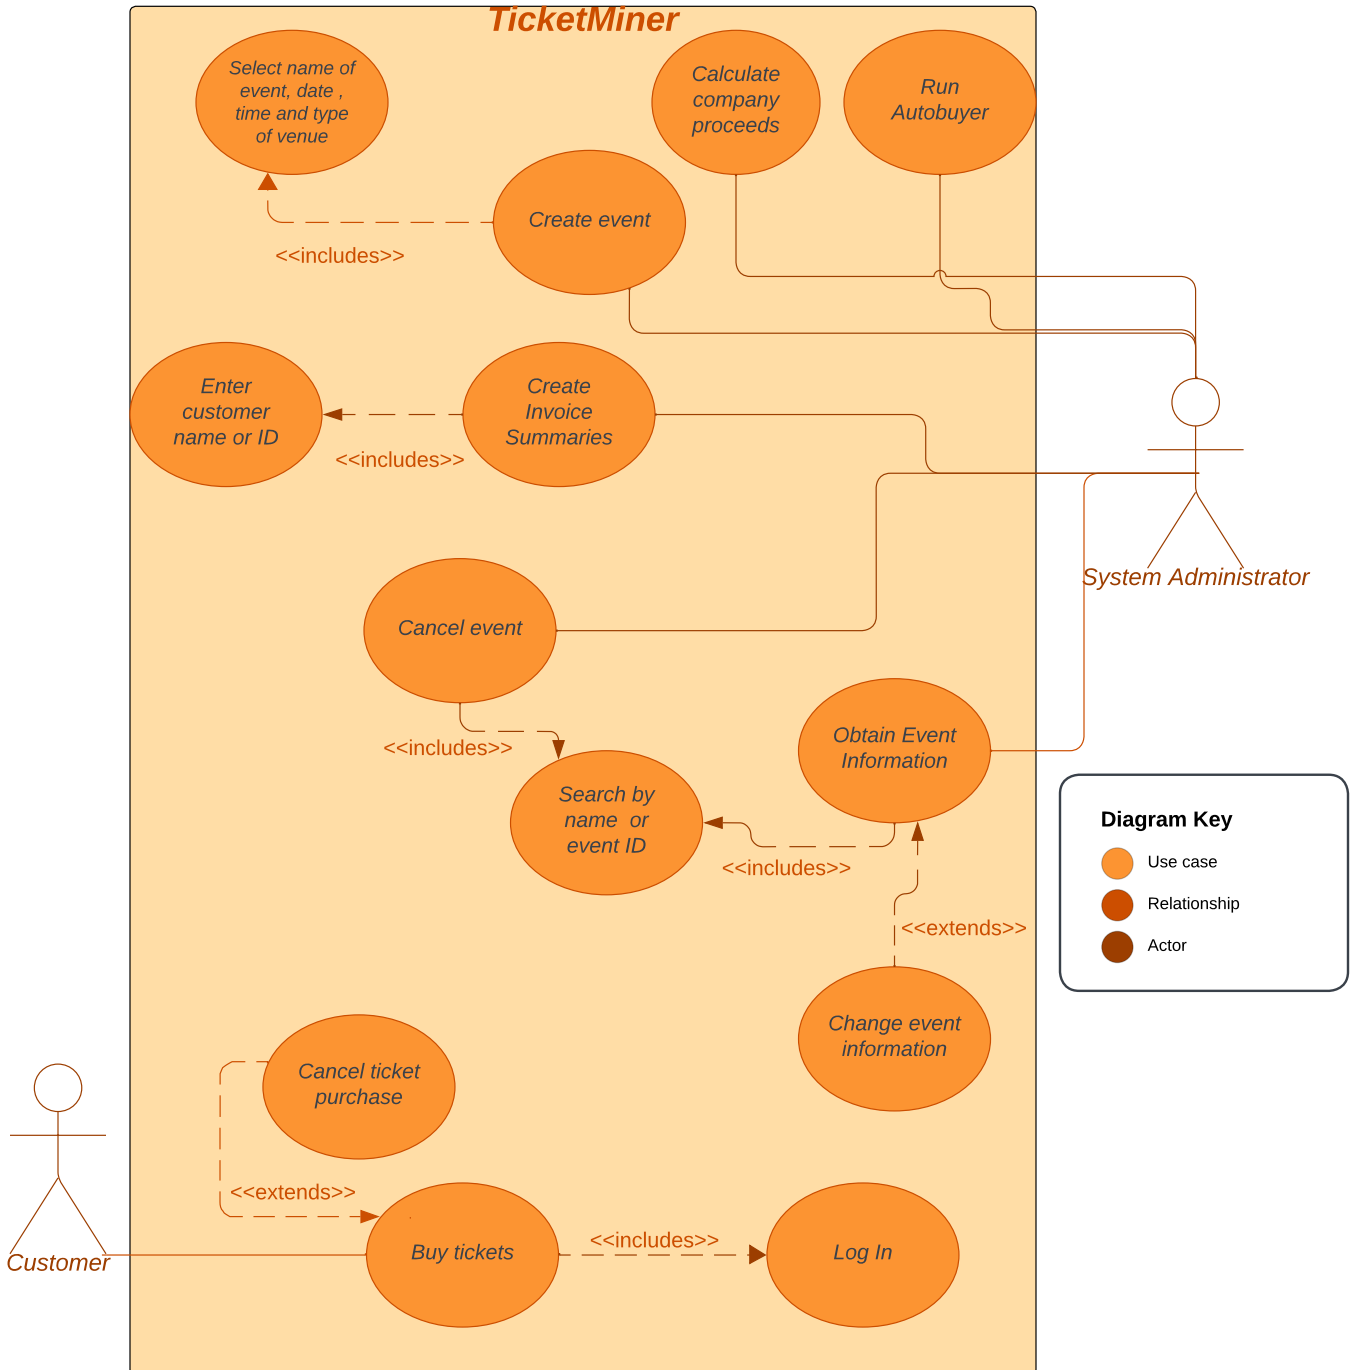 TicketMiner
Select name of
event, date ,
time and type
of venue
Calculate
company
proceeds
Run
Autobuyer
Create event
<<includes>>
Enter
customer
name or ID
Create
Invoice
Summaries
<<includes>>
System Administrator
Cancel event
<<includes>>
Obtain Event
Information
Search by
name  or
event ID
<<includes>>
<<extends>>
Diagram Key
Use case
Relationship
Actor
Change event
information
Cancel ticket
purchase
<<extends>>
Customer
Buy tickets
<<includes>>
Log In